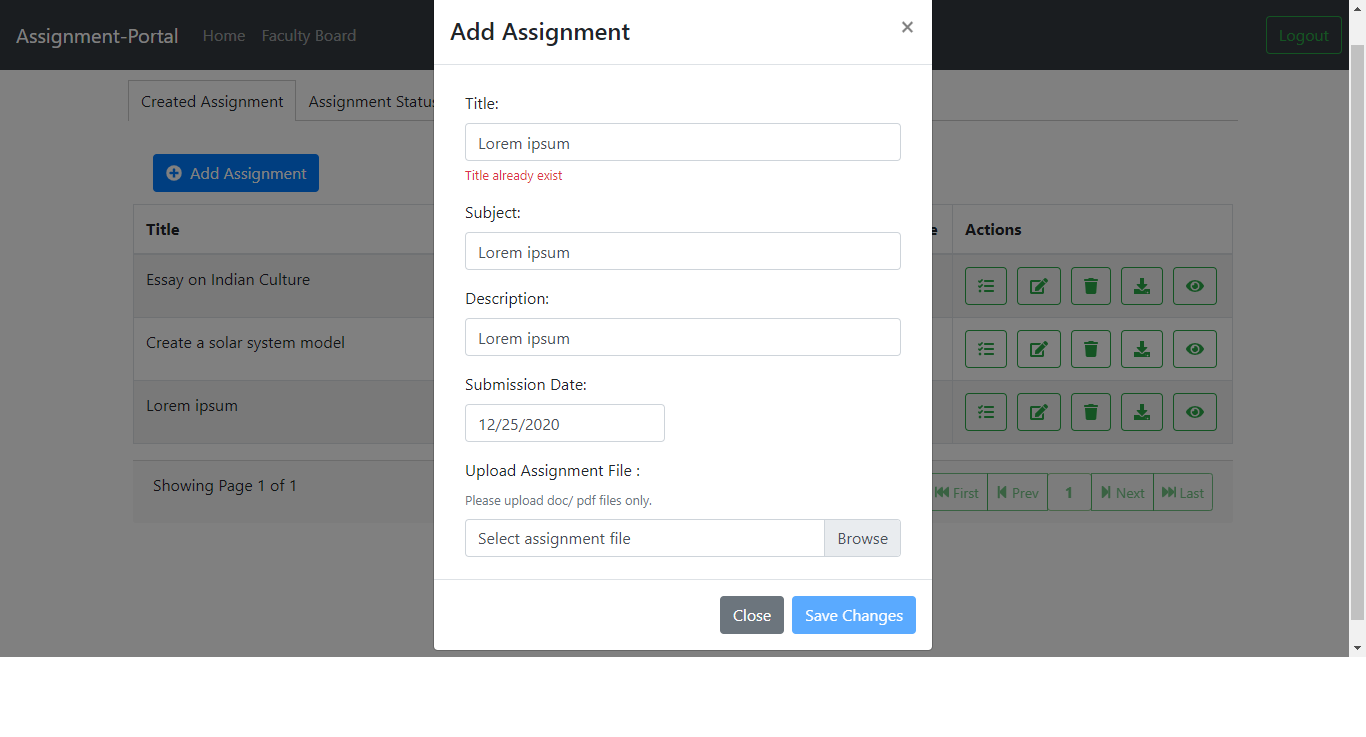 Assignment-Portal Home Faculty Board Logout
Add Assignment ×
Created Assignment Assignment Status
Title:
Lorem ipsum
Title already exist
Subject:
Lorem ipsum
Description:
Lorem ipsum
Submission Date:
12/25/2020
Upload Assignment File :
Please upload doc/ pdf files only.
Select assignment file Browse
Close Save Changes
Add Assignment
Title Actions
Essay on Indian Culture
Create a solar system model
Lorem ipsum
Showing Page 1 of 1 First Prev 1 Next Last